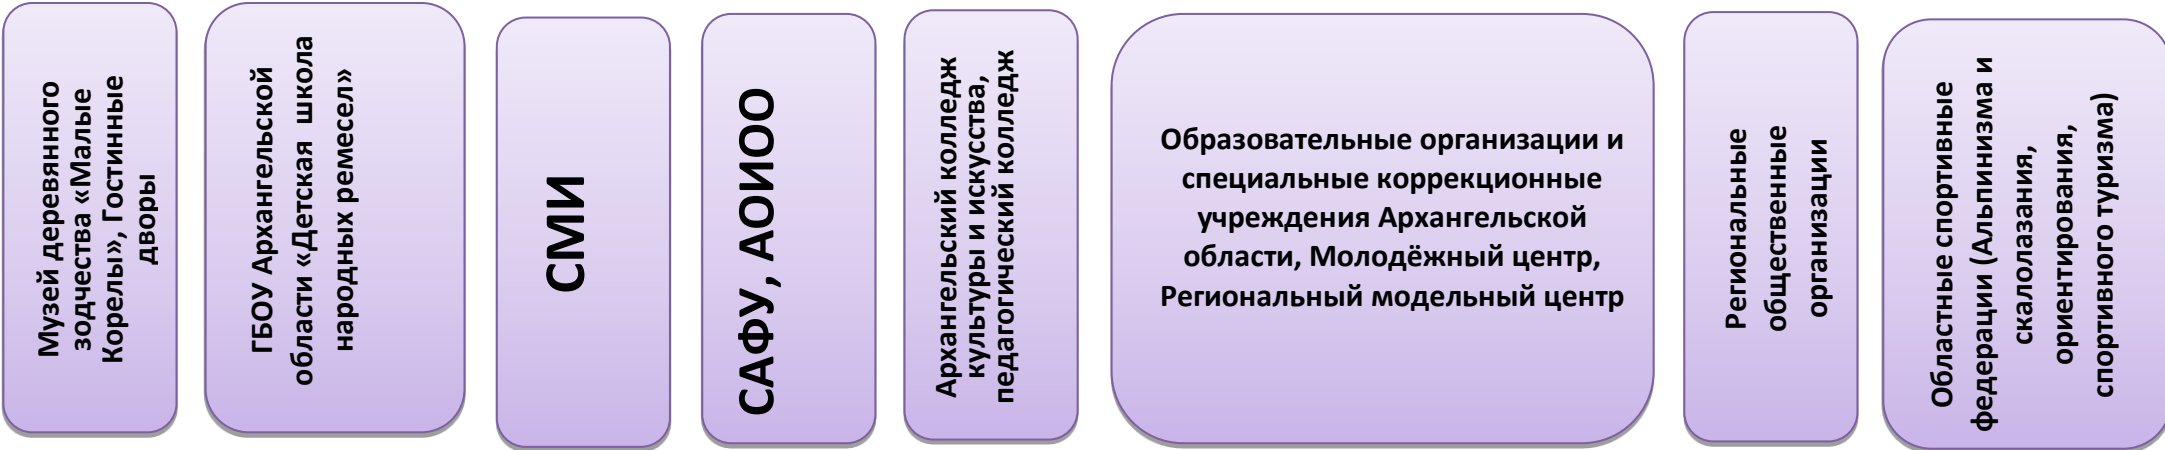 Музей деревянного
зодчества «Малые
Корелы», Гостинные
дворы
ГБОУ Архангельской
области «Детская школа
народных ремесел»
СМИ
САФУ, АОИОО
Архангельский колледж
культуры и искусства,
педагогический колледж
Образовательные организации и
специальные коррекционные
учреждения Архангельской
области, Молодёжный центр,
Региональный модельный центр
Региональные
общественные
организации
Областные спортивные
федерации (Альпинизма и
скалолазания,
ориентирования,
спортивного туризма)